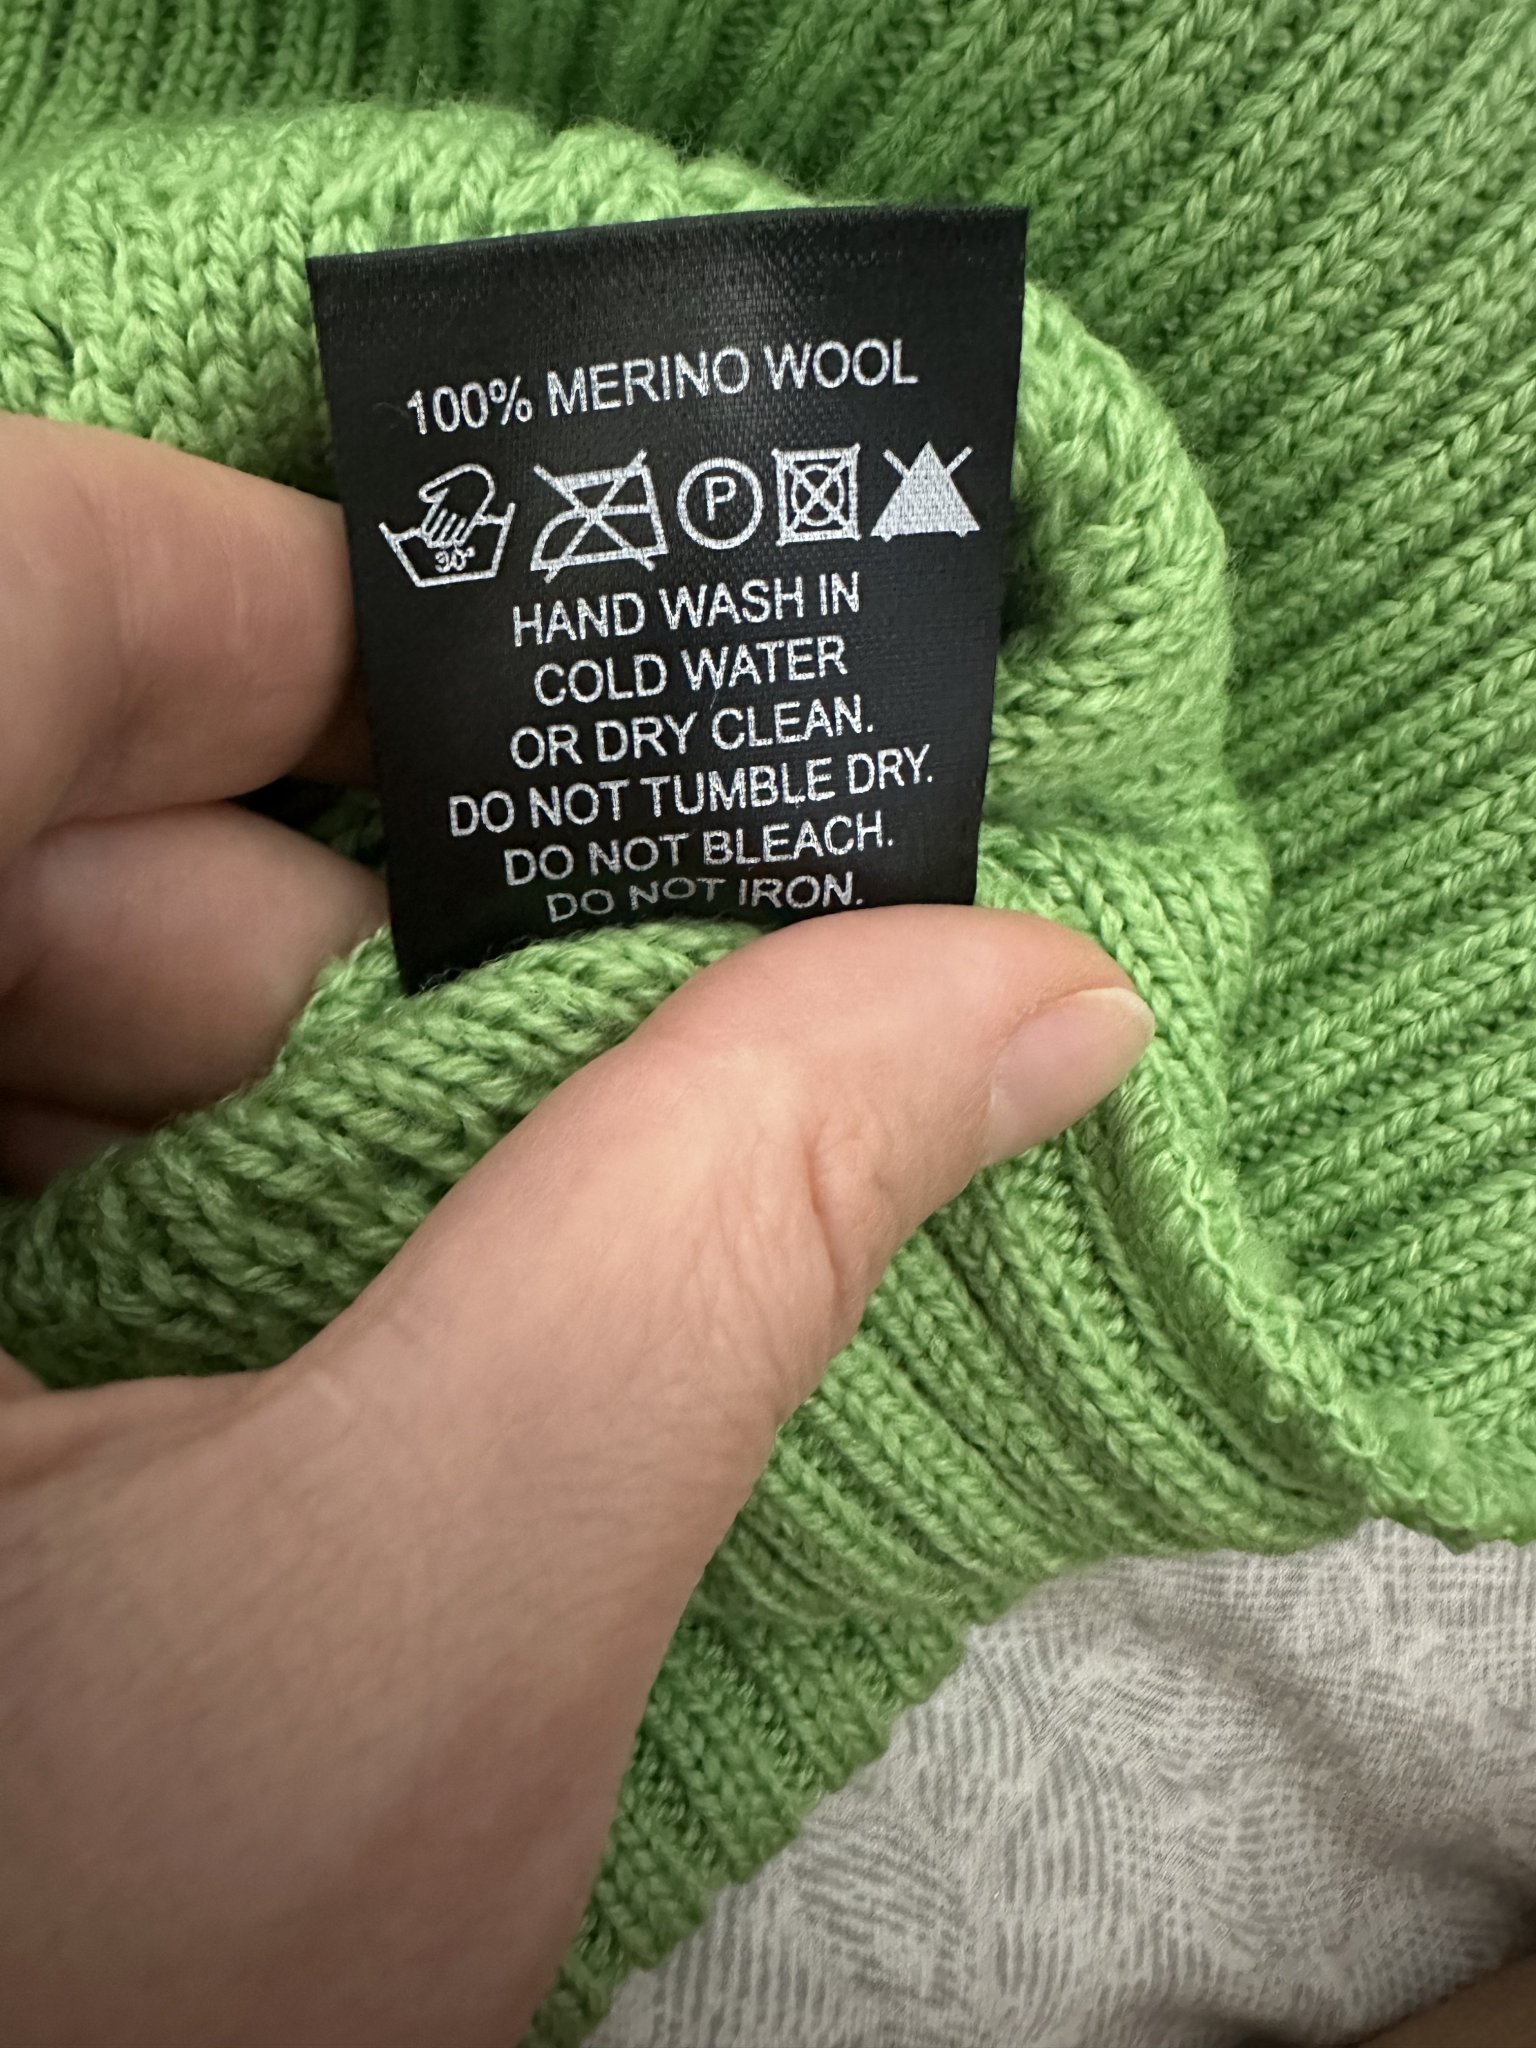 100% MERINO WOOL
30°
P
HAND WASH IN
COLD WATER
OR DRY CLEAN.
DO NOT TUMBLE DRY.
DO NOT BLEACH.
DO NOT IRON.